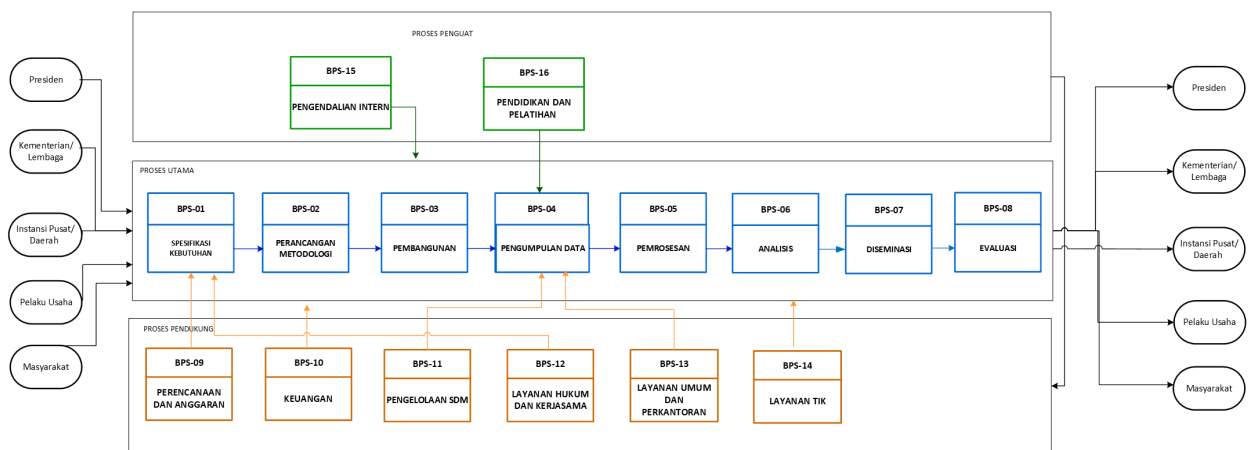 PROSES PENGUAT
BPS-15
PENGENDALIAN INTERN
BPS-16
PENDIDIKAN DAN
PELATIHAN
Presiden
Kementerian/
Lembaga
Instansi Pusat/
Daerah
Pelaku Usaha
Masyarakat
PROSES UTAMA
BPS-01
SPESIFIKASI
KEBUTUHAN
BPS-02
PERANCANGAN
METODOLOGI
BPS-03
PEMBANGUNAN
BPS-04
PENGUMPULAN DATA
BPS-05
PEMROSESAN
BPS-06
ANALISIS
BPS-07
DISEMINASI
BPS-08
EVALUASI
PROSES PENDUKUNG
BPS-09
PERENCANAAN
DAN ANGGARAN
BPS-10
KEUANGAN
BPS-11
PENGELOLAAN SDM
BPS-12
LAYANAN HUKUM
DAN KERJASAMA
BPS-13
LAYANAN UMUM
DAN
PERKANTORAN
BPS-14
LAYANAN TIK
Presiden
Kementerian/
Lembaga
Instansi Pusat/
Daerah
Pelaku Usaha
Masyarakat